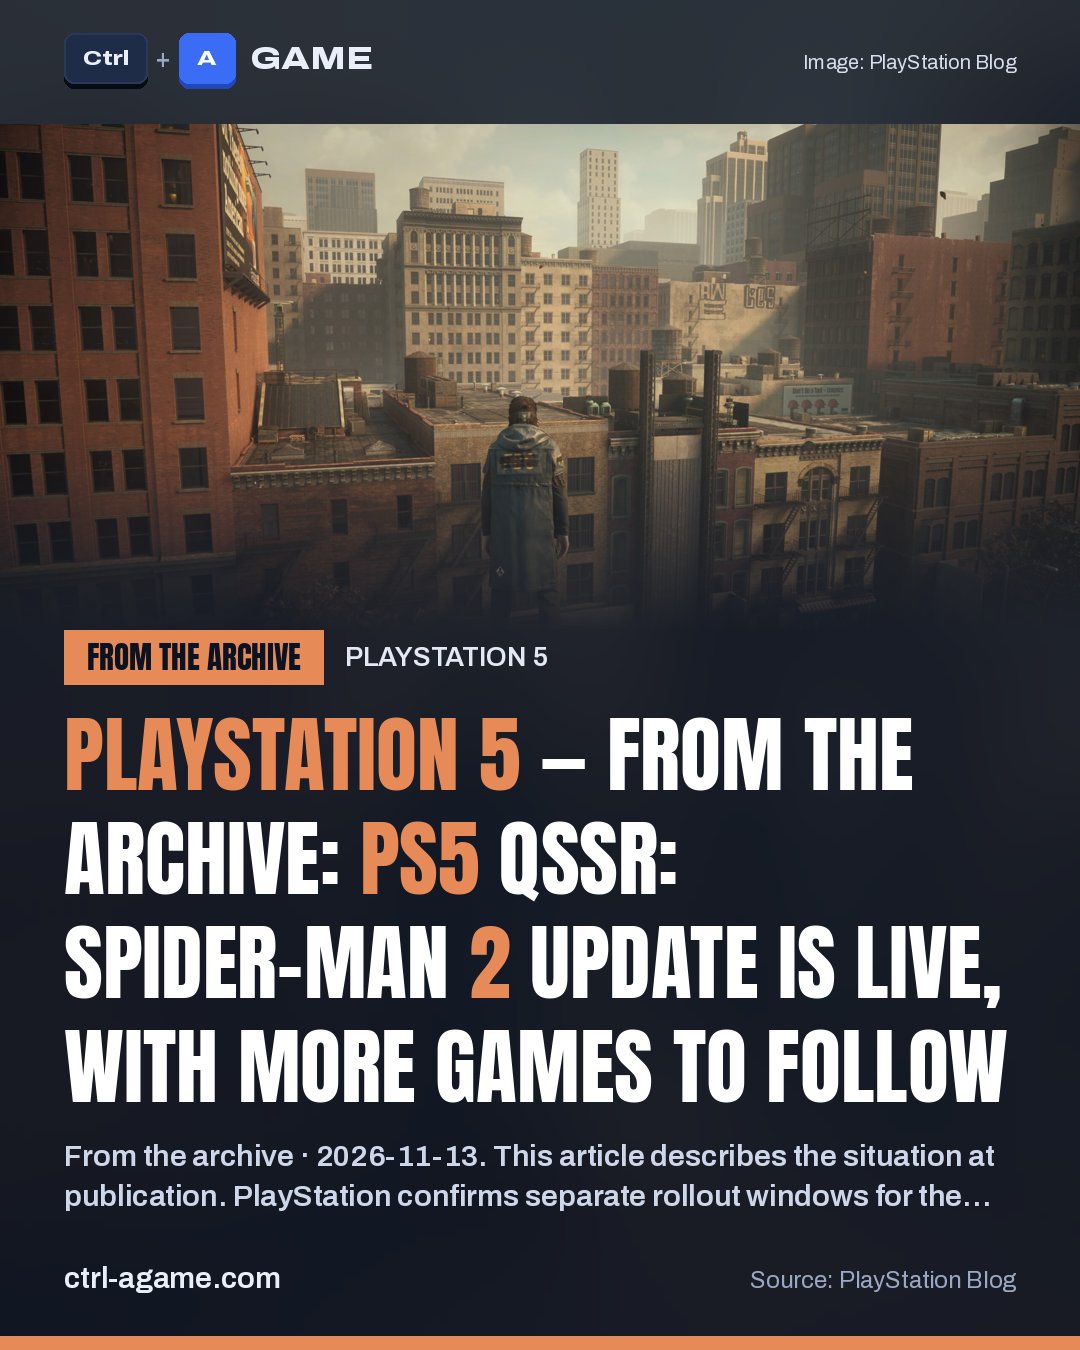 Ctrl + A GAME
Image: PlayStation Blog
FROM THE ARCHIVE
PLAYSTATION 5
PLAYSTATION 5 — FROM THE
ARCHIVE: PS5 QSSR:
SPIDER-MAN 2 UPDATE IS LIVE,
WITH MORE GAMES TO FOLLOW
From the archive · 2026-11-13. This article describes the situation at
publication. PlayStation confirms separate rollout windows for the…
ctrl-agame.com
Source: PlayStation Blog